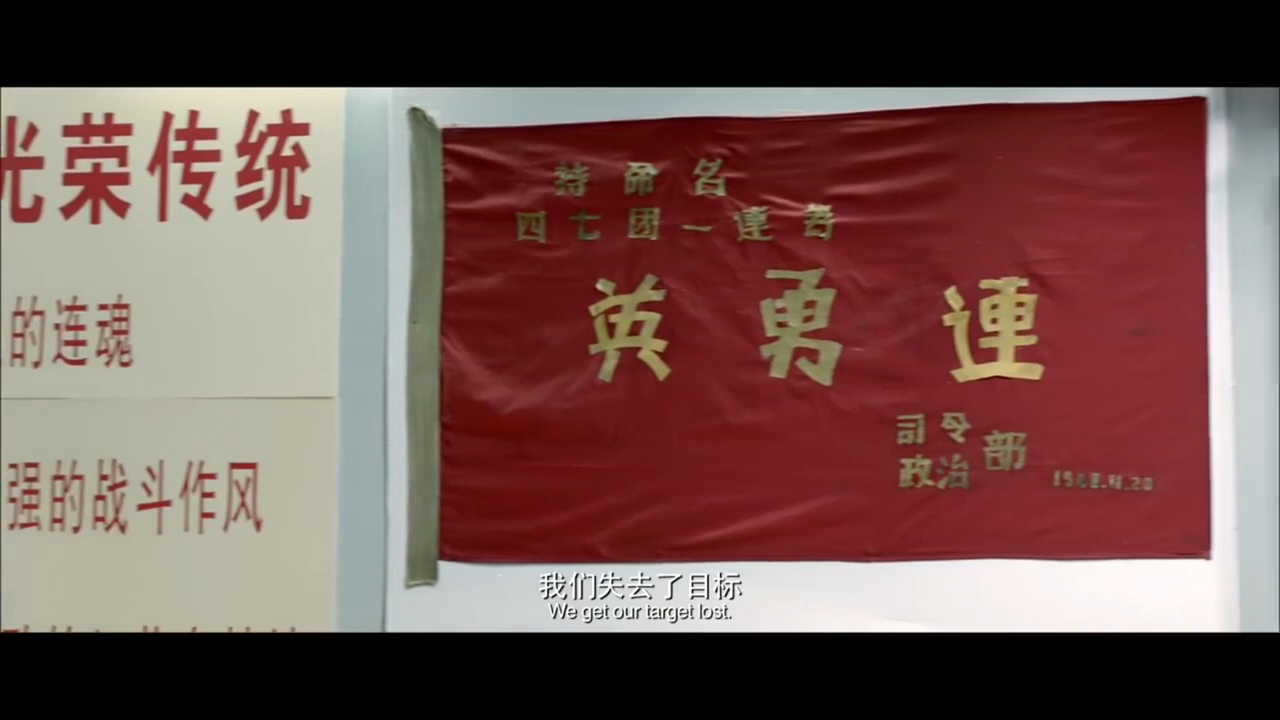 光荣传统
的连魂
强的战斗作风
特命名
四七团一連为
英勇連
司令
政治部
我们失去了目标
We get our target lost.